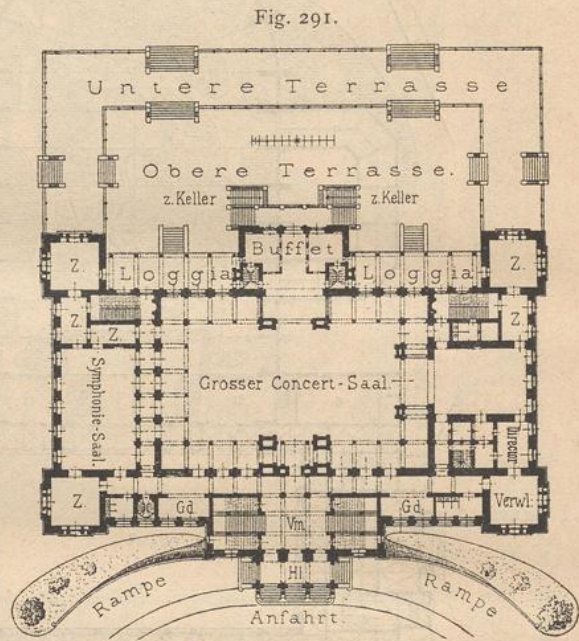 Fig. 291.
Untere Terrasse
Obere Terrasse.
z. Keller z. Keller
Buffet
Z. Loggia Loggia Z.
Z. Z.
Z.
Symphonie-Saal.
Grosser Concert-Saal
Director
Z. Gd. Vm. Gd. Verwl.
Hl
Rampe Rampe
Anfahrt.